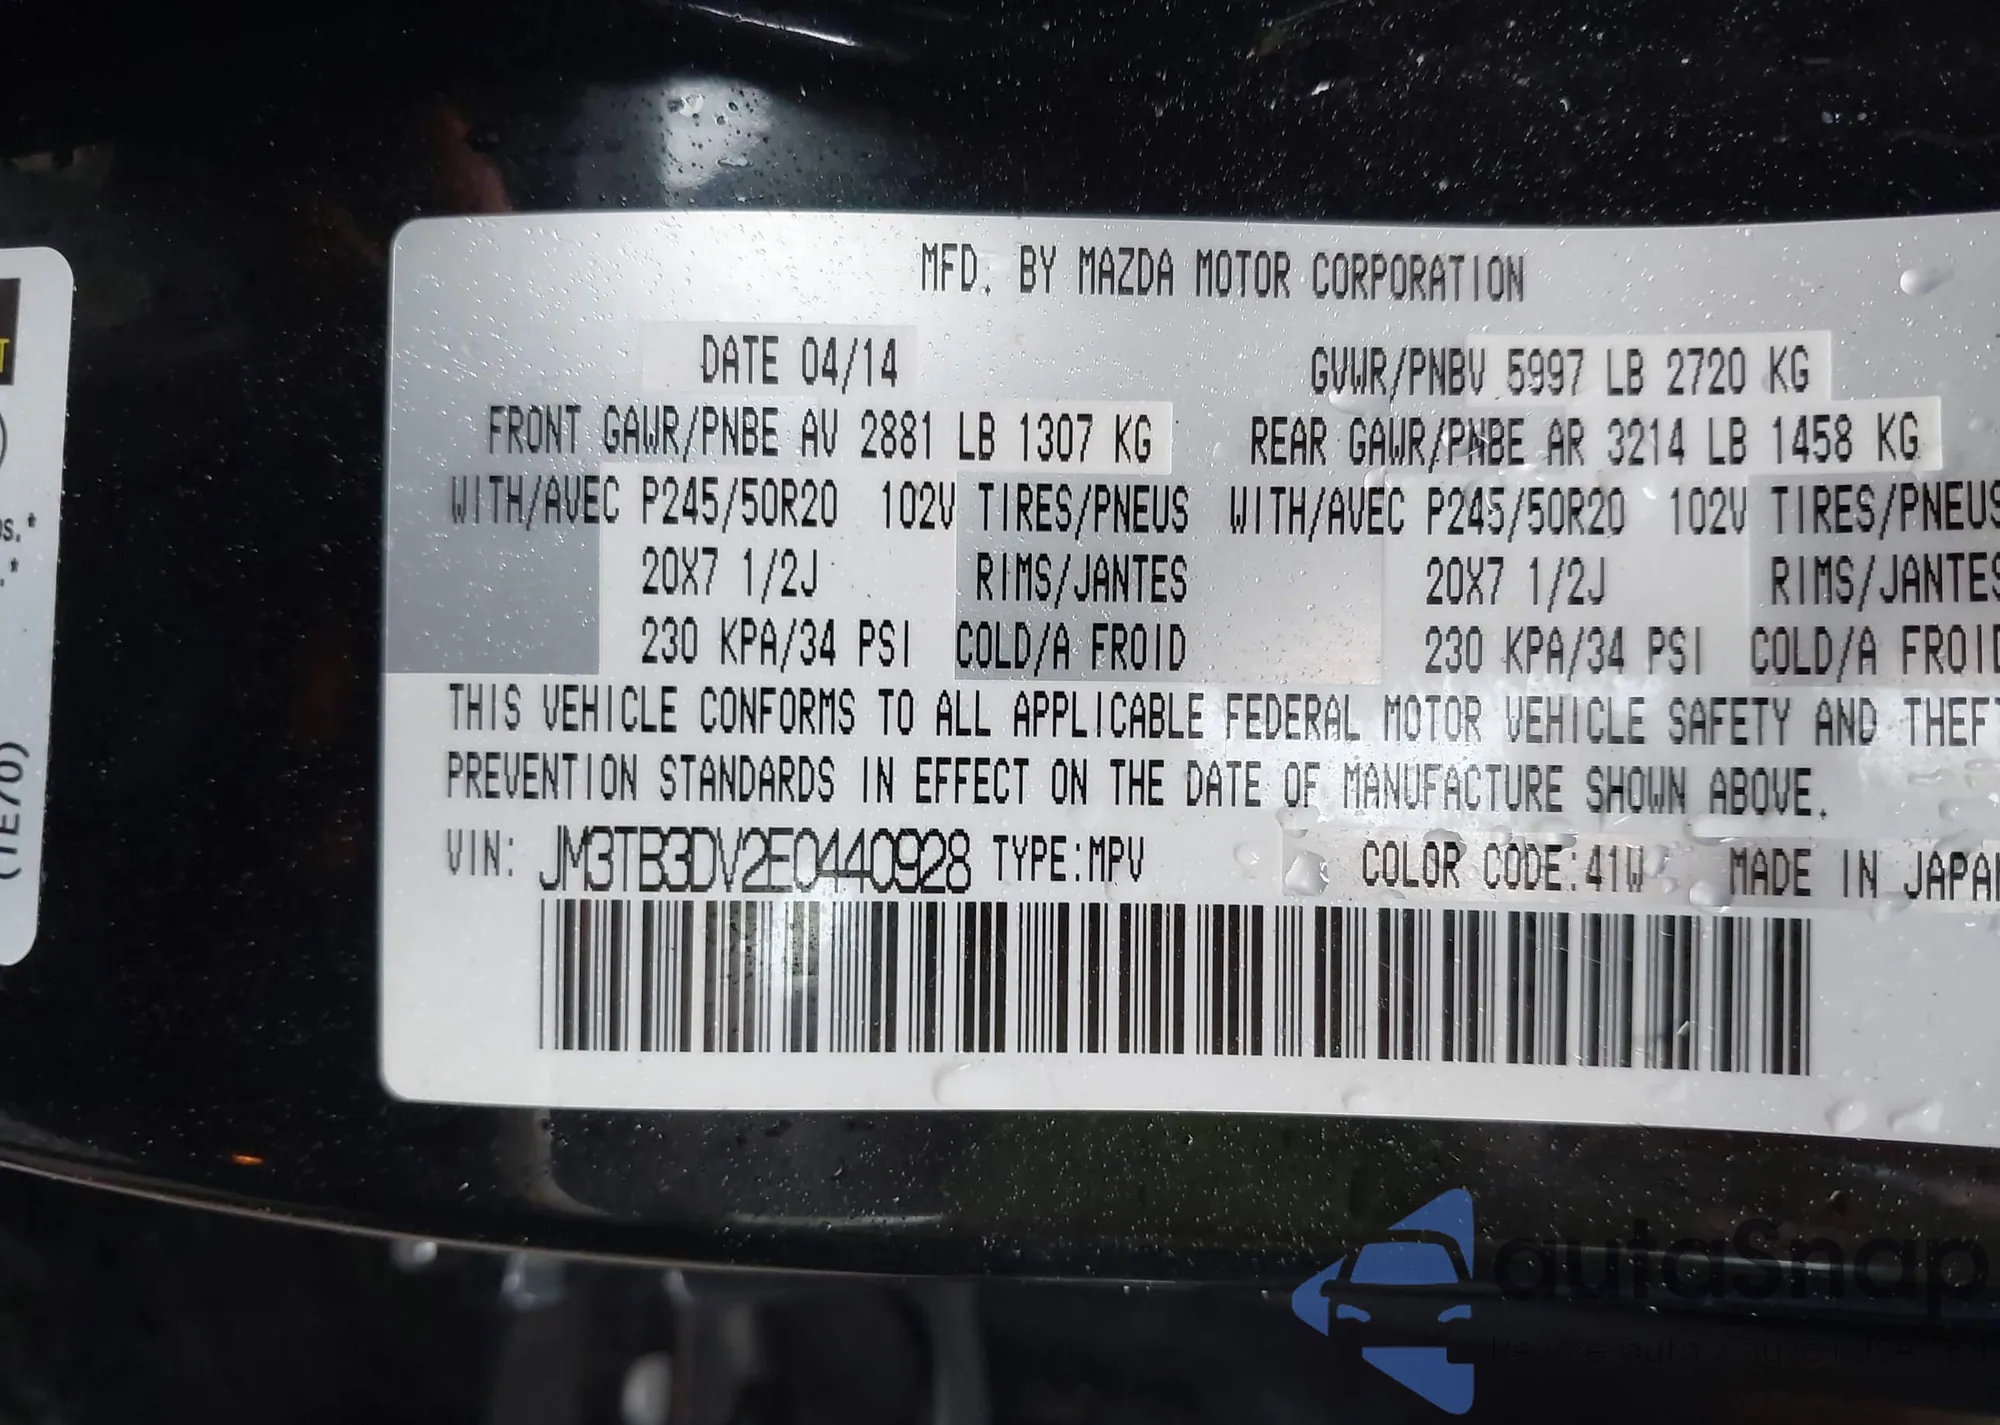 MFD. BY MAZDA MOTOR CORPORATION
DATE 04/14 GVWR/PNBV 5997 LB 2720 KG
FRONT GAWR/PNBE AV 2881 LB 1307 KG REAR GAWR/PNBE AR 3214 LB 1458 KG
WITH/AVEC P245/50R20 102V TIRES/PNEUS WITH/AVEC P245/50R20 102V TIRES/PNEUS
20X7 1/2J RIMS/JANTES 20X7 1/2J RIMS/JANTES
230 KPA/34 PSI COLD/A FROID 230 KPA/34 PSI COLD/A FROID
THIS VEHICLE CONFORMS TO ALL APPLICABLE FEDERAL MOTOR VEHICLE SAFETY AND THEFT
PREVENTION STANDARDS IN EFFECT ON THE DATE OF MANUFACTURE SHOWN ABOVE.
VIN: JM3TB3DV2E0440928 TYPE:MPV COLOR CODE:41W MADE IN JAPAN
(TE70)
autaSnap